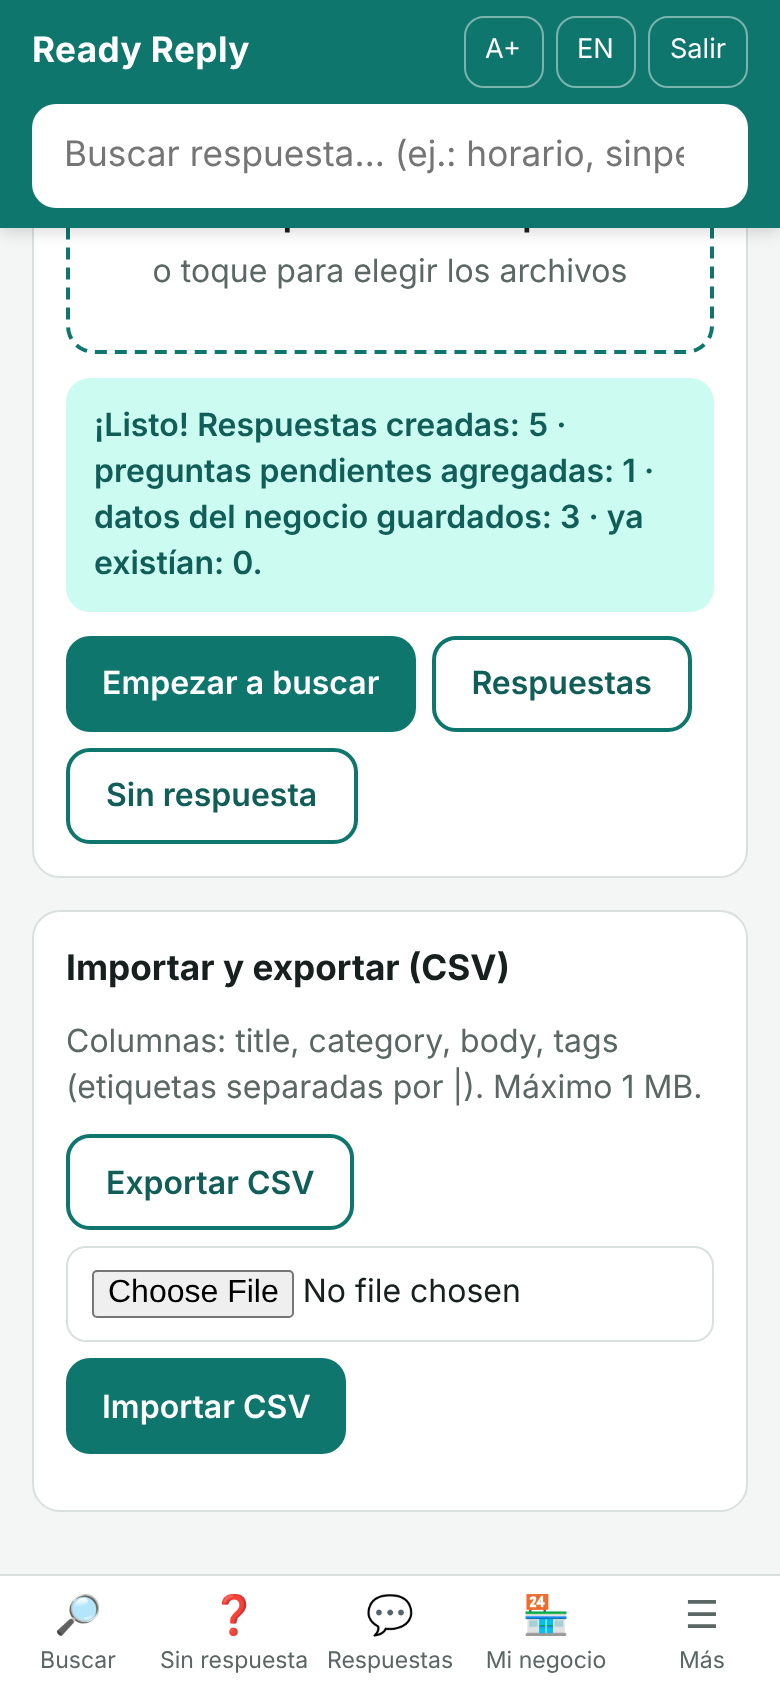 Ready Reply
A+
EN
Salir
Buscar respuesta... (ej.: horario, sinpe
o toque para elegir los archivos
¡Listo! Respuestas creadas: 5 ·
preguntas pendientes agregadas: 1 ·
datos del negocio guardados: 3 · ya
existían: 0.
Empezar a buscar
Respuestas
Sin respuesta
Importar y exportar (CSV)
Columnas: title, category, body, tags
(etiquetas separadas por |). Máximo 1 MB.
Exportar CSV
Choose File No file chosen
Importar CSV
24
Buscar
Sin respuesta
Respuestas
Mi negocio
Más